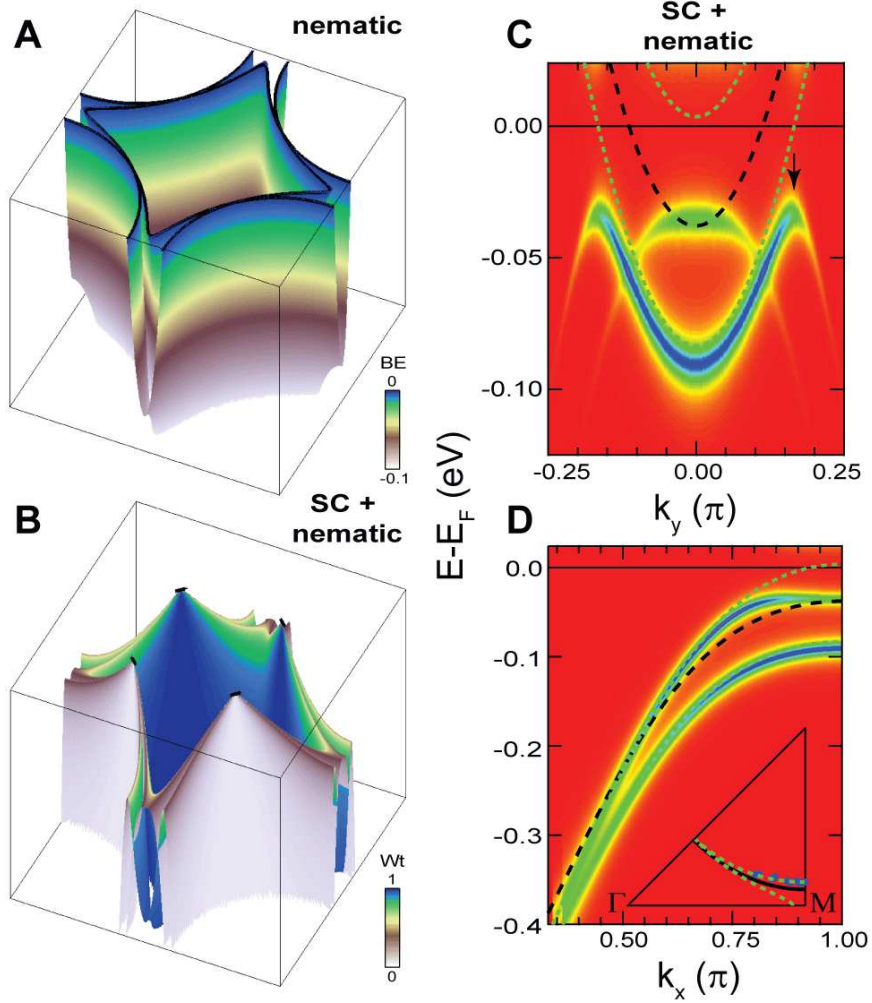 A
nematic
BE
0
-0.1
B
SC +
nematic
Wt
1
0
C
SC +
nematic
0.00
-0.05
-0.10
-0.25
0.00
0.25
k_y (π)
E-E_F (eV)
D
0.0
-0.1
-0.2
-0.3
-0.4
Γ
M
0.50
0.75
1.00
k_x (π)